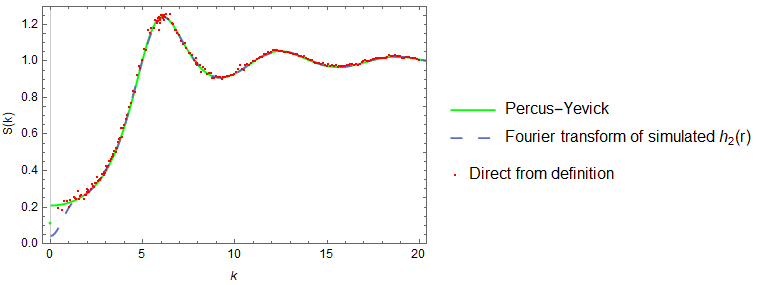 1.2
1.0
0.8
0.6
0.4
0.2
0.0
S(k)
0 5 10 15 20
k
Percus−Yevick
Fourier transform of simulated h₂(r)
Direct from definition